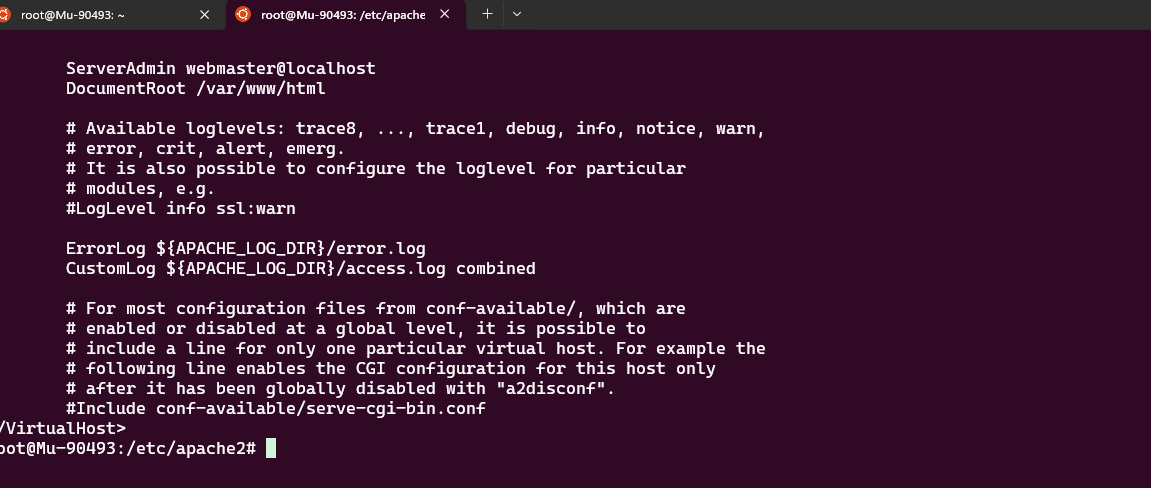 root@Mu-90493: ~
root@Mu-90493: /etc/apache
ServerAdmin webmaster@localhost
DocumentRoot /var/www/html
# Available loglevels: trace8, ..., trace1, debug, info, notice, warn,
# error, crit, alert, emerg.
# It is also possible to configure the loglevel for particular
# modules, e.g.
#LogLevel info ssl:warn
ErrorLog ${APACHE_LOG_DIR}/error.log
CustomLog ${APACHE_LOG_DIR}/access.log combined
# For most configuration files from conf-available/, which are
# enabled or disabled at a global level, it is possible to
# include a line for only one particular virtual host. For example the
# following line enables the CGI configuration for this host only
# after it has been globally disabled with "a2disconf".
#Include conf-available/serve-cgi-bin.conf
/VirtualHost>
oot@Mu-90493:/etc/apache2#